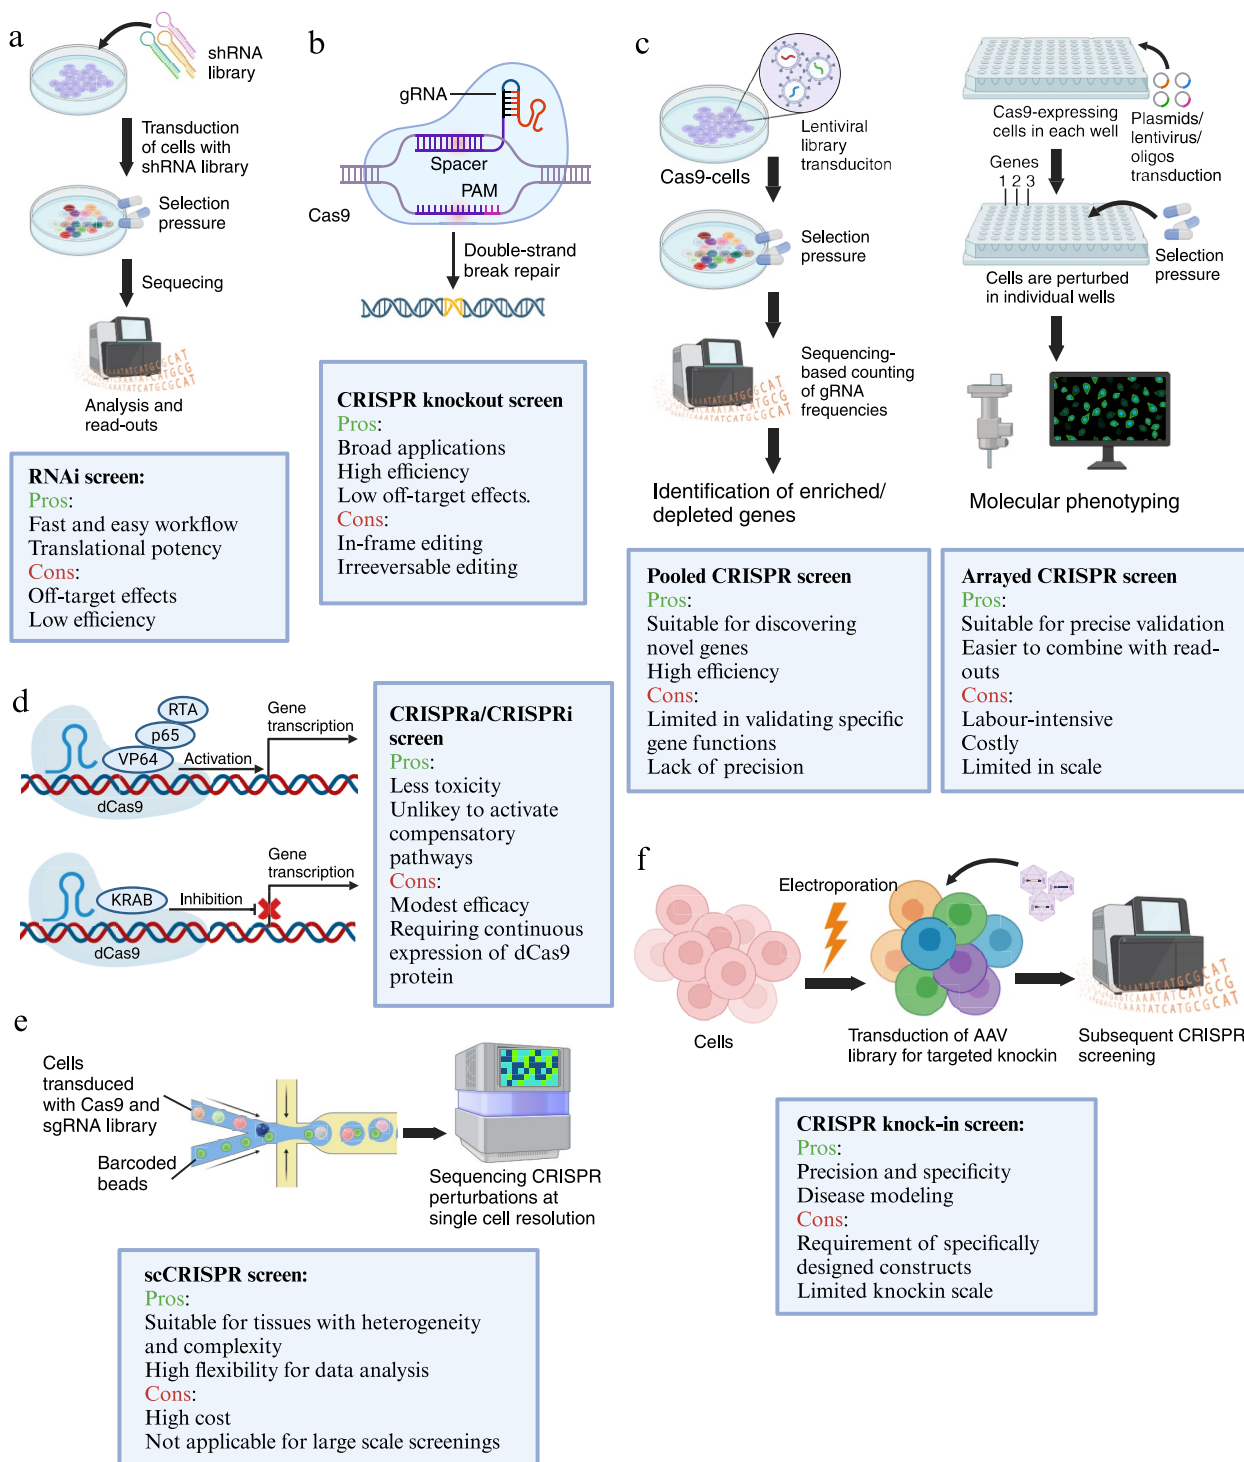 a
shRNA
library
Transduction
of cells with
shRNA library
Selection
pressure
Sequecing
AAATATCATGCGCAT
AAATATCATGCG
AAATATCATGCGCAT
Analysis and
read-outs
RNAi screen:
Pros:
Fast and easy workflow
Translational potency
Cons:
Off-target effects
Low efficiency
b
gRNA
Spacer
PAM
Cas9
Double-strand
break repair
CRISPR knockout screen
Pros:
Broad applications
High efficiency
Low off-target effects.
Cons:
In-frame editing
Irreeversable editing
c
Lentiviral
library
transduciton
Cas9-cells
Selection
pressure
AAATATCATGCGCAT
AAATATCATGCG
AAATATCATGCGCAT
Sequencing-
based counting
of gRNA
frequencies
Identification of enriched/
depleted genes
Pooled CRISPR screen
Pros:
Suitable for discovering
novel genes
High efficiency
Cons:
Limited in validating specific
gene functions
Lack of precision
Cas9-expressing
cells in each well
Plasmids/
lentivirus/
oligos
transduction
Genes
1 2 3
Selection
pressure
Cells are perturbed
in individual wells
Molecular phenotyping
Arrayed CRISPR screen
Pros:
Suitable for precise validation
Easier to combine with read-
outs
Cons:
Labour-intensive
Costly
Limited in scale
d
RTA
p65
VP64
Activation
Gene
transcription
dCas9
KRAB
Inhibition
Gene
transcription
dCas9
CRISPRa/CRISPRi
screen
Pros:
Less toxicity
Unlikely to activate
compensatory
pathways
Cons:
Modest efficacy
Requiring continuous
expression of dCas9
protein
e
Cells
transduced
with Cas9 and
sgRNA library
Barcoded
beads
Sequencing CRISPR
perturbations at
single cell resolution
scCRISPR screen:
Pros:
Suitable for tissues with heterogeneity
and complexity
High flexibility for data analysis
Cons:
High cost
Not applicable for large scale screenings
f
Electroporation
Cells
Transduction of AAV
library for targeted knockin
AAATATCATGCGCAT
AAATATCATGCG
AAATATCATGCGCAT
Subsequent CRISPR
screening
CRISPR knock-in screen:
Pros:
Precision and specificity
Disease modeling
Cons:
Requirement of specifically
designed constructs
Limited knockin scale